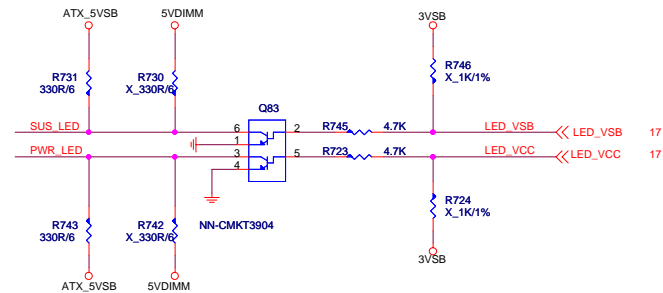 ATX_5VSB 5VDIMM 3VSB
R731
330R/6
R730
X_330R/6
R746
X_1K/1%
Q83
SUS_LED 6 2 R745 4.7K LED_VSB LED_VSB 17
1
PWR_LED 3 5 R723 4.7K LED_VCC LED_VCC 17
4
R743
330R/6
R742
X_330R/6
NN-CMKT3904
R724
X_1K/1%
ATX_5VSB 5VDIMM 3VSB